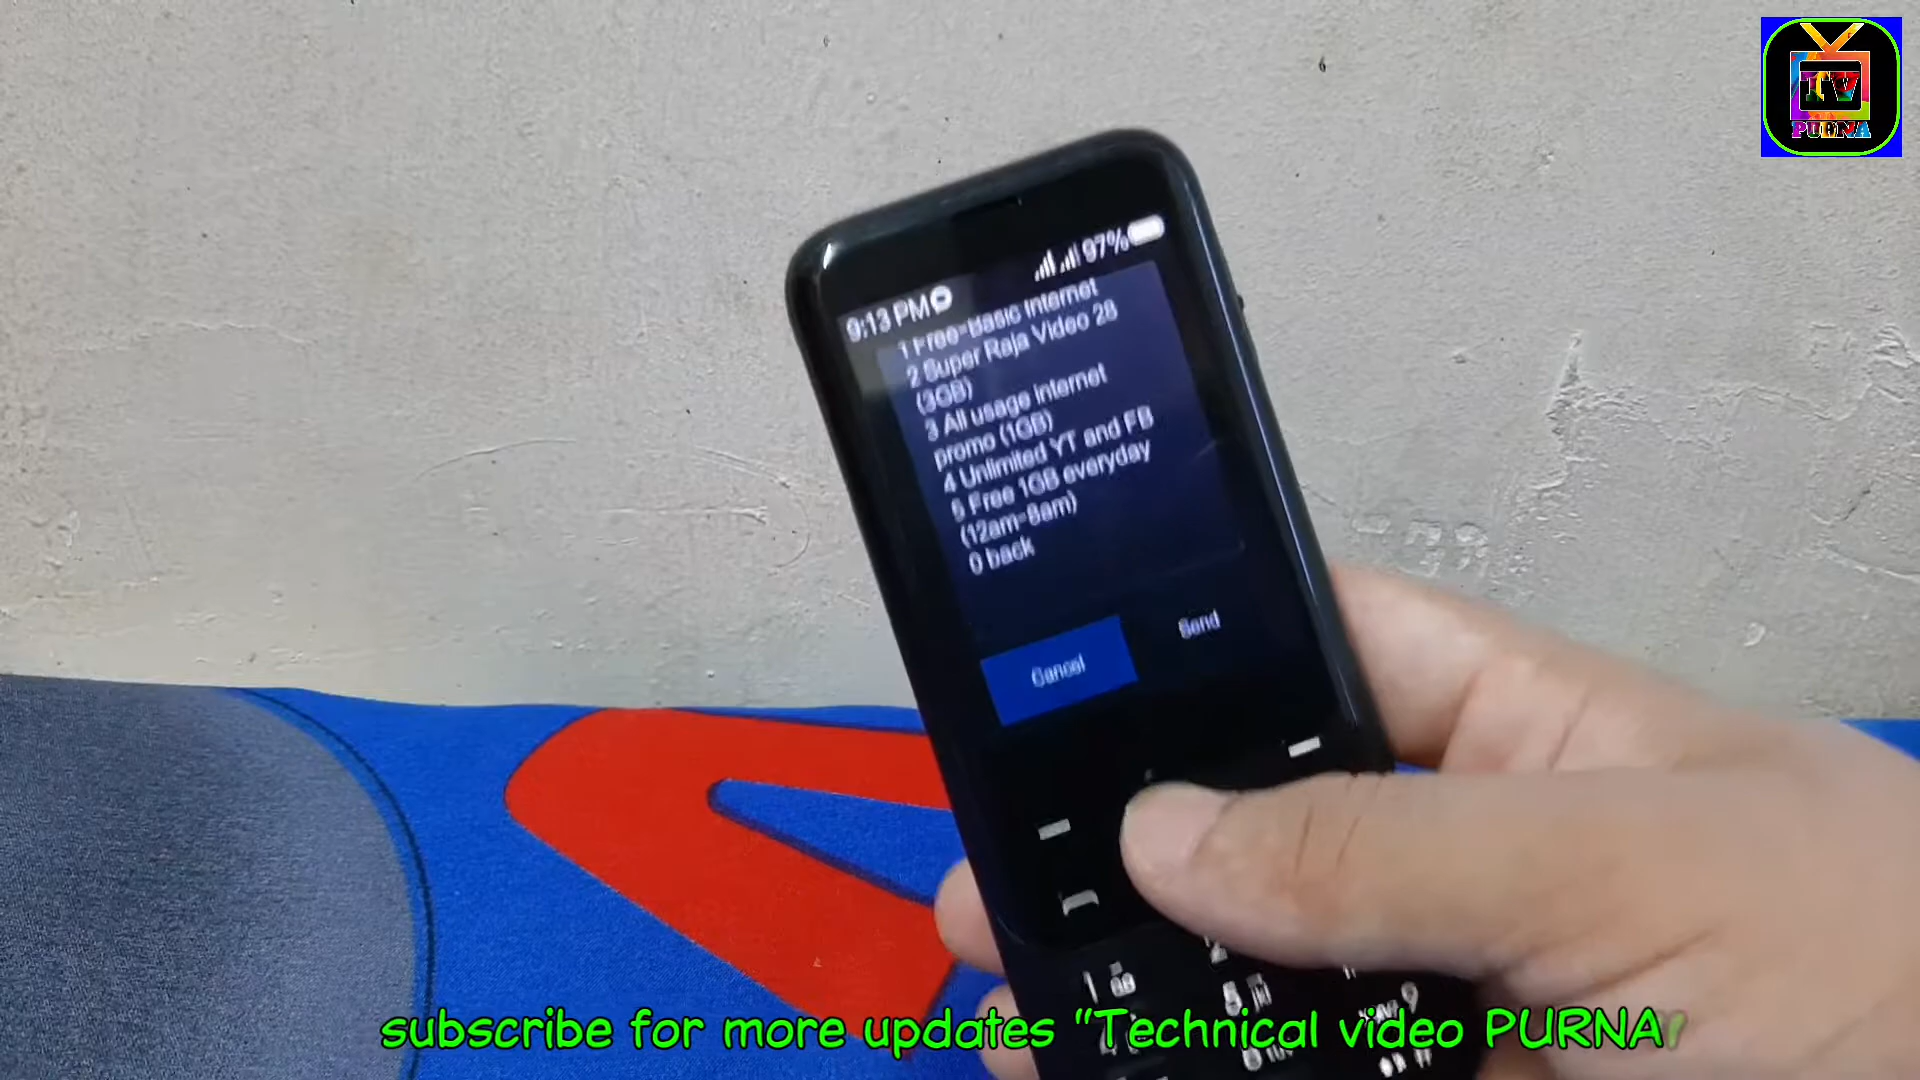 TV
PURNA
9:13 PM 97%
1 Free=Basic Internet
2 Super Raja Video 28
(3GB)
3 All usage internet
promo (1GB)
4 Unlimited YT and FB
5 Free 1GB everyday
(12am=8am)
0 back
Cancel Send
1
subscribe for more updates "Technical video PURNA